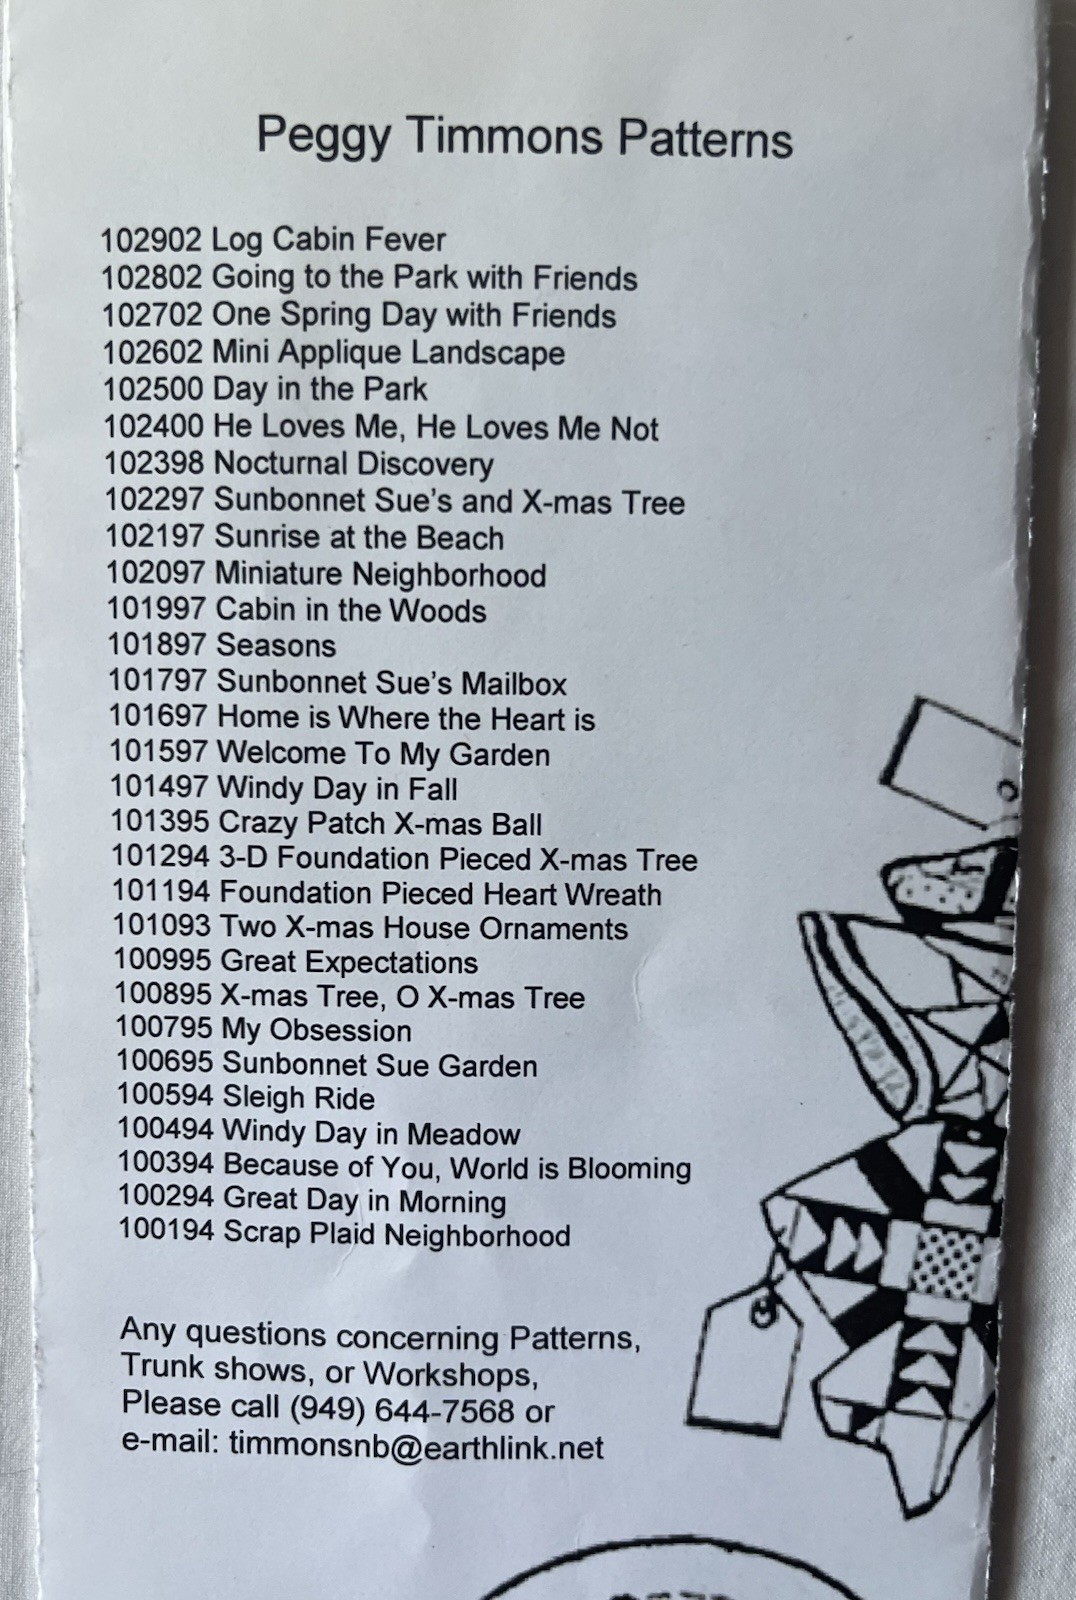 Peggy Timmons Patterns
102902 Log Cabin Fever
102802 Going to the Park with Friends
102702 One Spring Day with Friends
102602 Mini Applique Landscape
102500 Day in the Park
102400 He Loves Me, He Loves Me Not
102398 Nocturnal Discovery
102297 Sunbonnet Sue's and X-mas Tree
102197 Sunrise at the Beach
102097 Miniature Neighborhood
101997 Cabin in the Woods
101897 Seasons
101797 Sunbonnet Sue's Mailbox
101697 Home is Where the Heart is
101597 Welcome To My Garden
101497 Windy Day in Fall
101395 Crazy Patch X-mas Ball
101294 3-D Foundation Pieced X-mas Tree
101194 Foundation Pieced Heart Wreath
101093 Two X-mas House Ornaments
100995 Great Expectations
100895 X-mas Tree, O X-mas Tree
100795 My Obsession
100695 Sunbonnet Sue Garden
100594 Sleigh Ride
100494 Windy Day in Meadow
100394 Because of You, World is Blooming
100294 Great Day in Morning
100194 Scrap Plaid Neighborhood
Any questions concerning Patterns,
Trunk shows, or Workshops,
Please call (949) 644-7568 or
e-mail: timmonsnb@earthlink.net